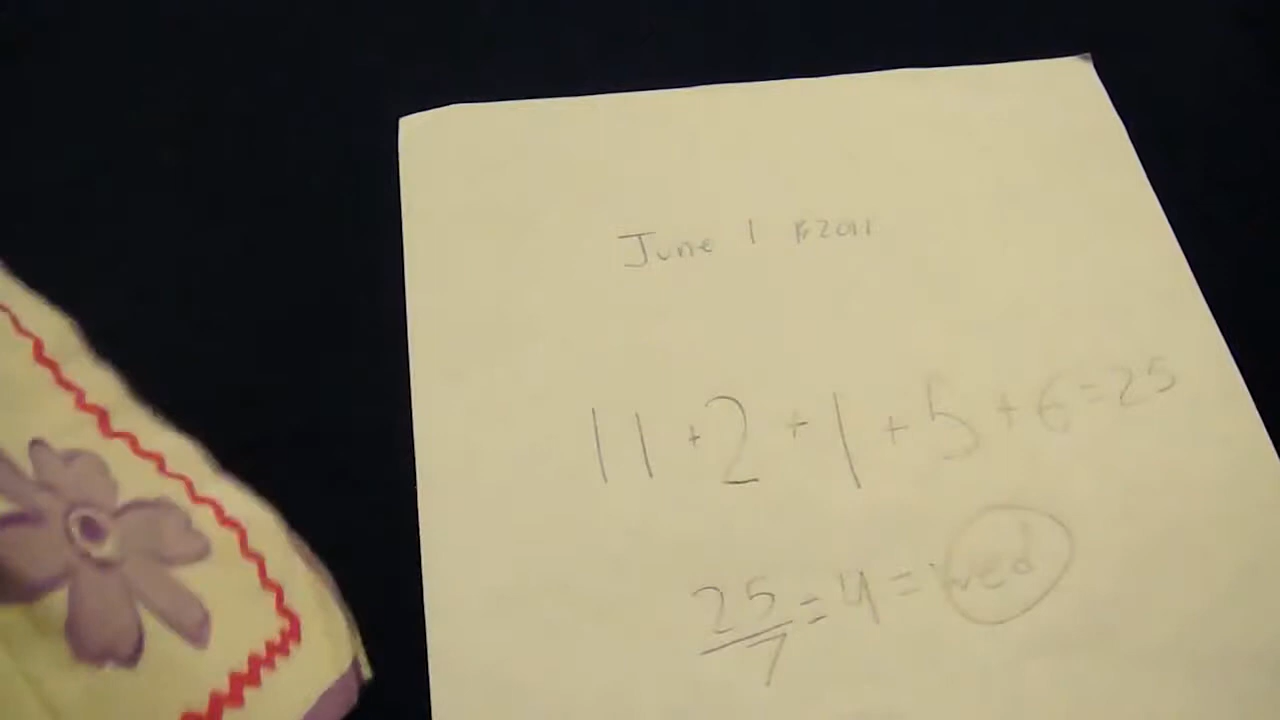 June 1 2011
11 + 2 + 1 + 5 + 6 = 25
25/7 = 4 = wed